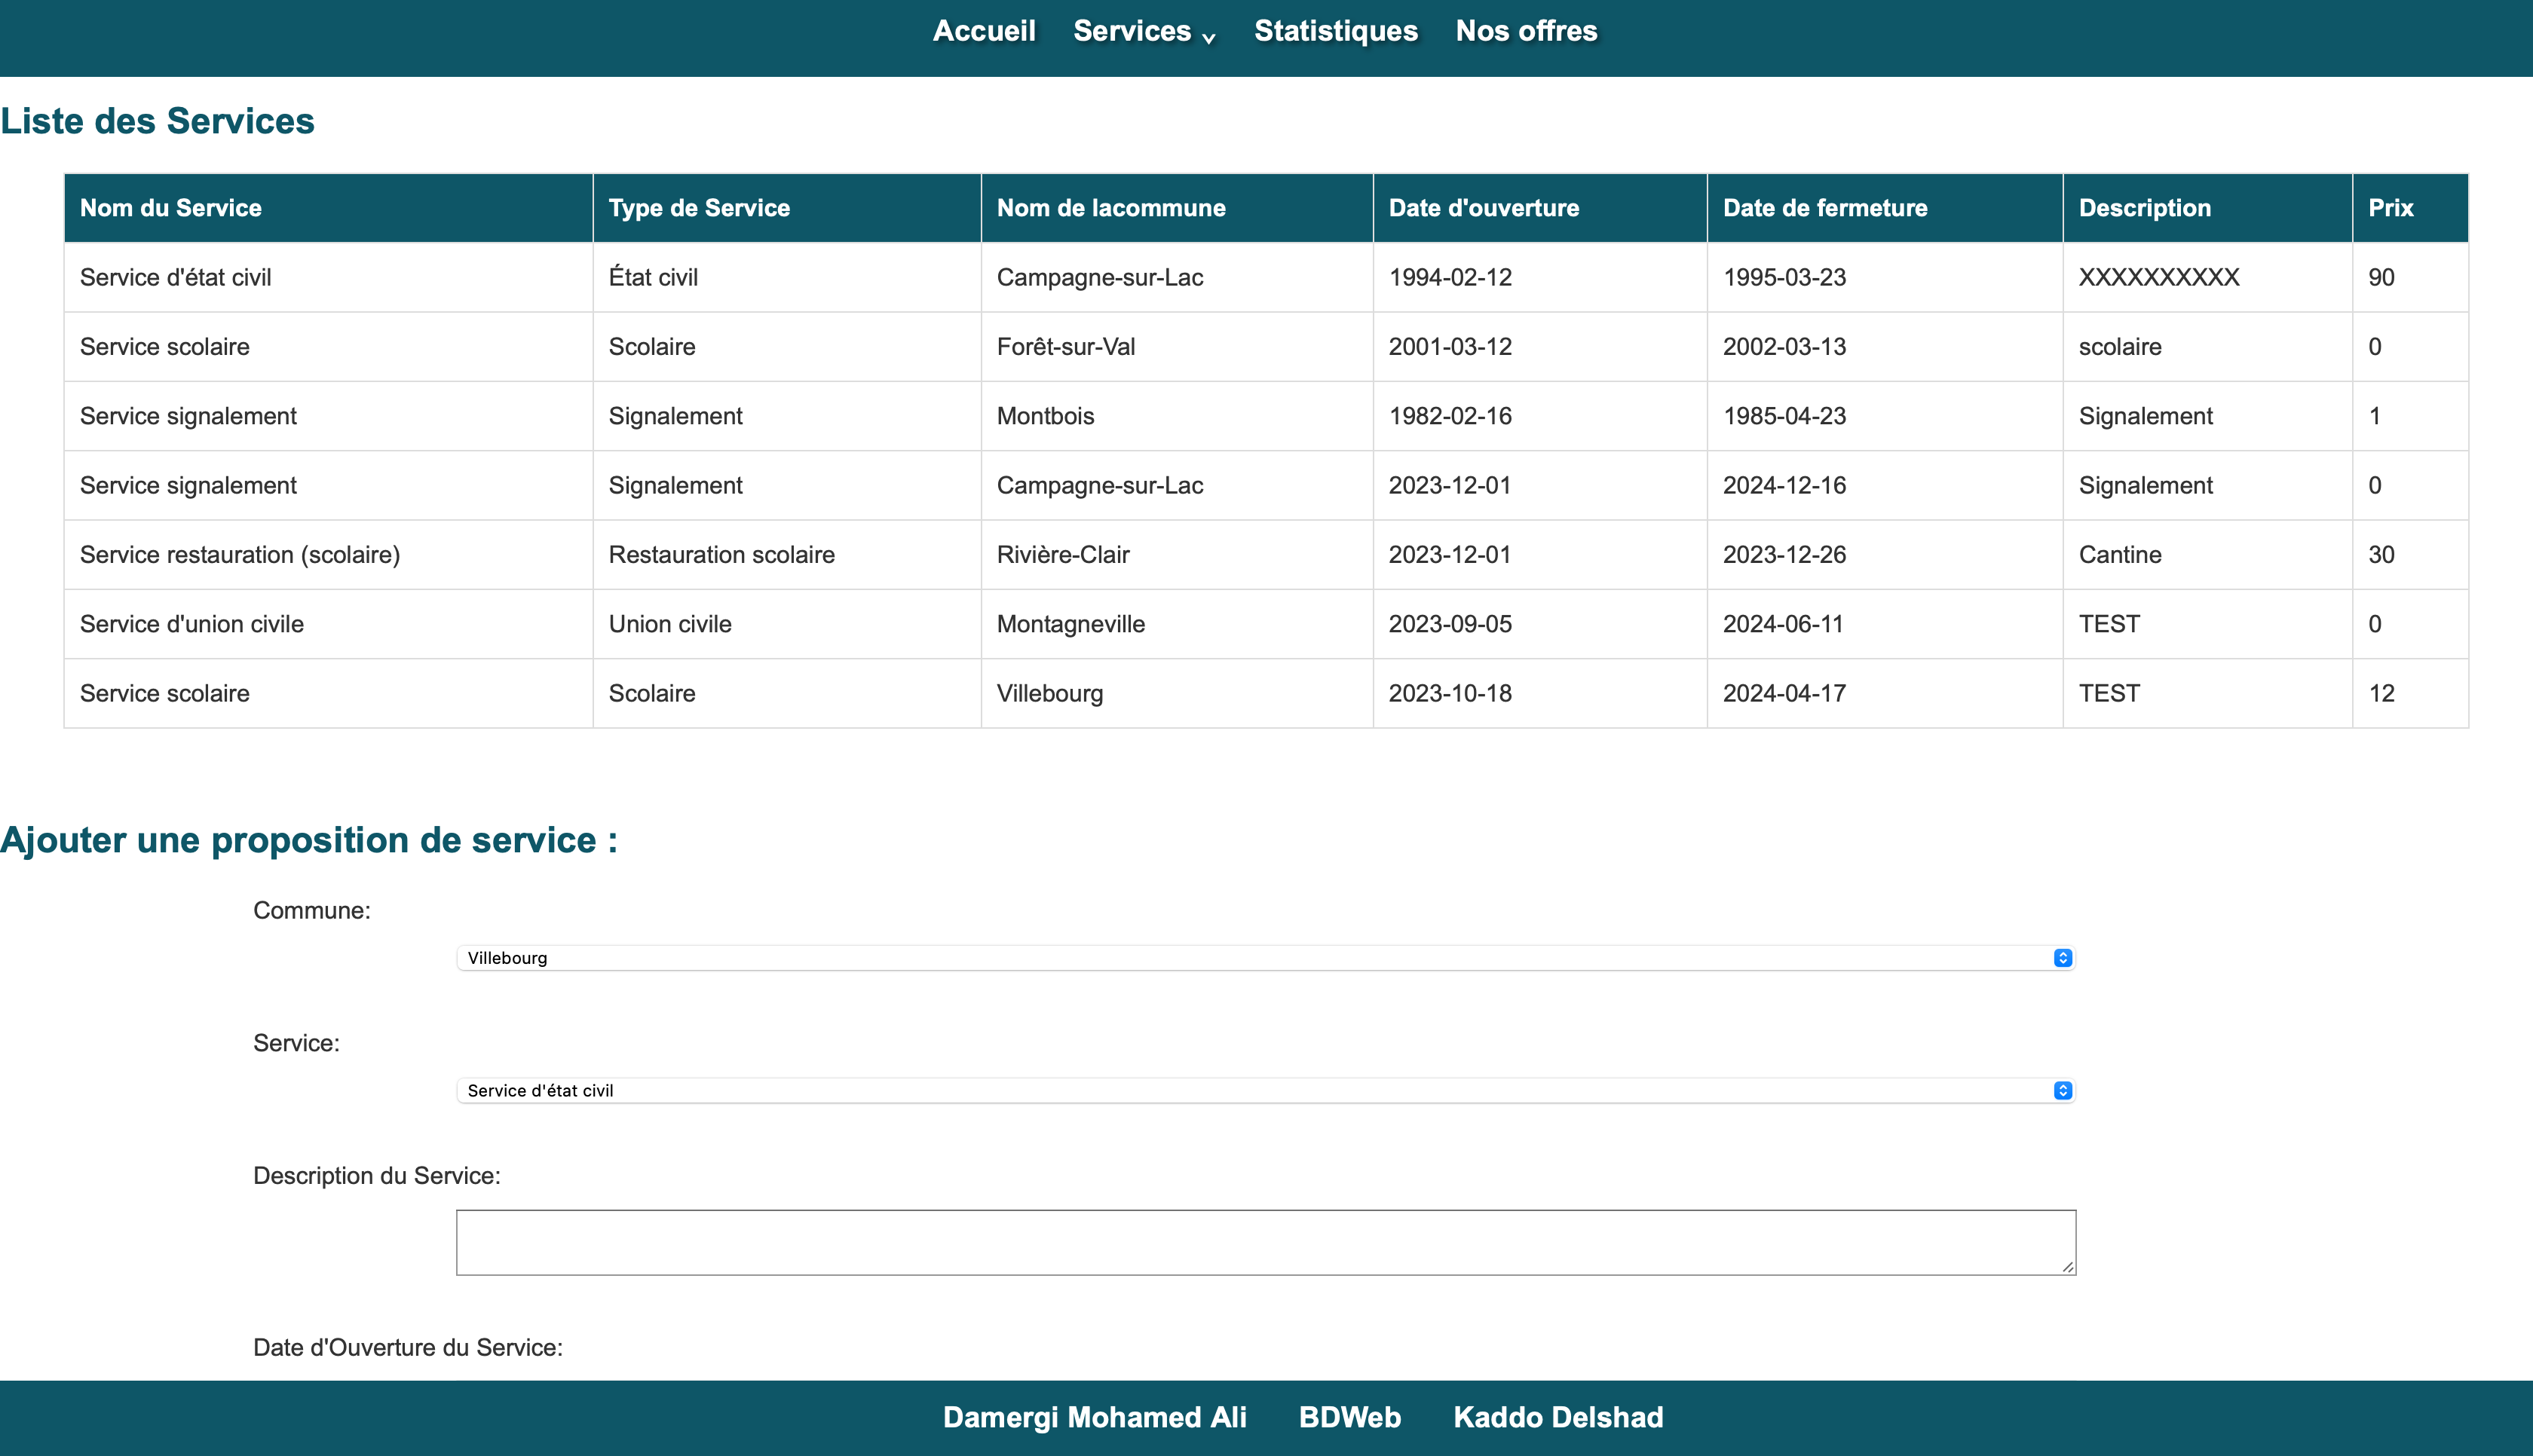 Accueil Services Statistiques Nos offres
Liste des Services
Nom du Service Type de Service Nom de lacommune Date d'ouverture Date de fermeture Description Prix
Service d'état civil État civil Campagne-sur-Lac 1994-02-12 1995-03-23 XXXXXXXXXX 90
Service scolaire Scolaire Forêt-sur-Val 2001-03-12 2002-03-13 scolaire 0
Service signalement Signalement Montbois 1982-02-16 1985-04-23 Signalement 1
Service signalement Signalement Campagne-sur-Lac 2023-12-01 2024-12-16 Signalement 0
Service restauration (scolaire) Restauration scolaire Rivière-Clair 2023-12-01 2023-12-26 Cantine 30
Service d'union civile Union civile Montagneville 2023-09-05 2024-06-11 TEST 0
Service scolaire Scolaire Villebourg 2023-10-18 2024-04-17 TEST 12
Ajouter une proposition de service :
Commune:
Villebourg
Service:
Service d'état civil
Description du Service:
Date d'Ouverture du Service:
Damergi Mohamed Ali BDWeb Kaddo Delshad